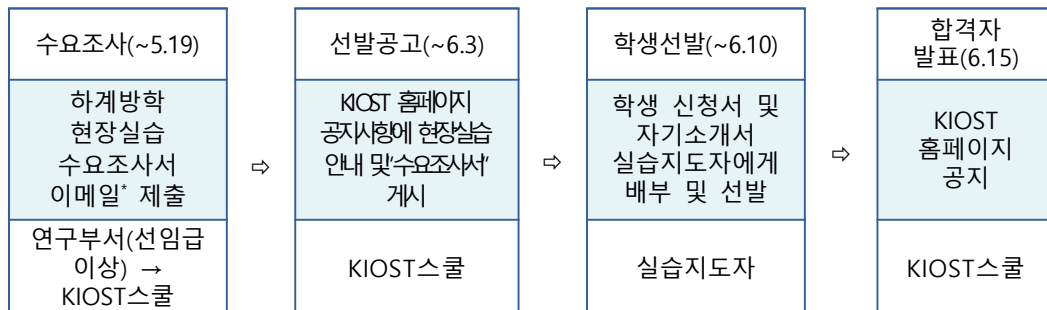 수요조사(~5.19)
하계방학
현장실습
수요조사서
이메일* 제출
연구부서(선임급
이상) →
KIOST스쿨
⇨
선발공고(~6.3)
KIOST 홈페이지
공지사항에 현장실습
안내 및 '수요조사서'
게시
KIOST스쿨
⇨
학생선발(~6.10)
학생 신청서 및
자기소개서
실습지도자에게
배부 및 선발
실습지도자
⇨
합격자
발표(6.15)
KIOST
홈페이지
공지
KIOST스쿨